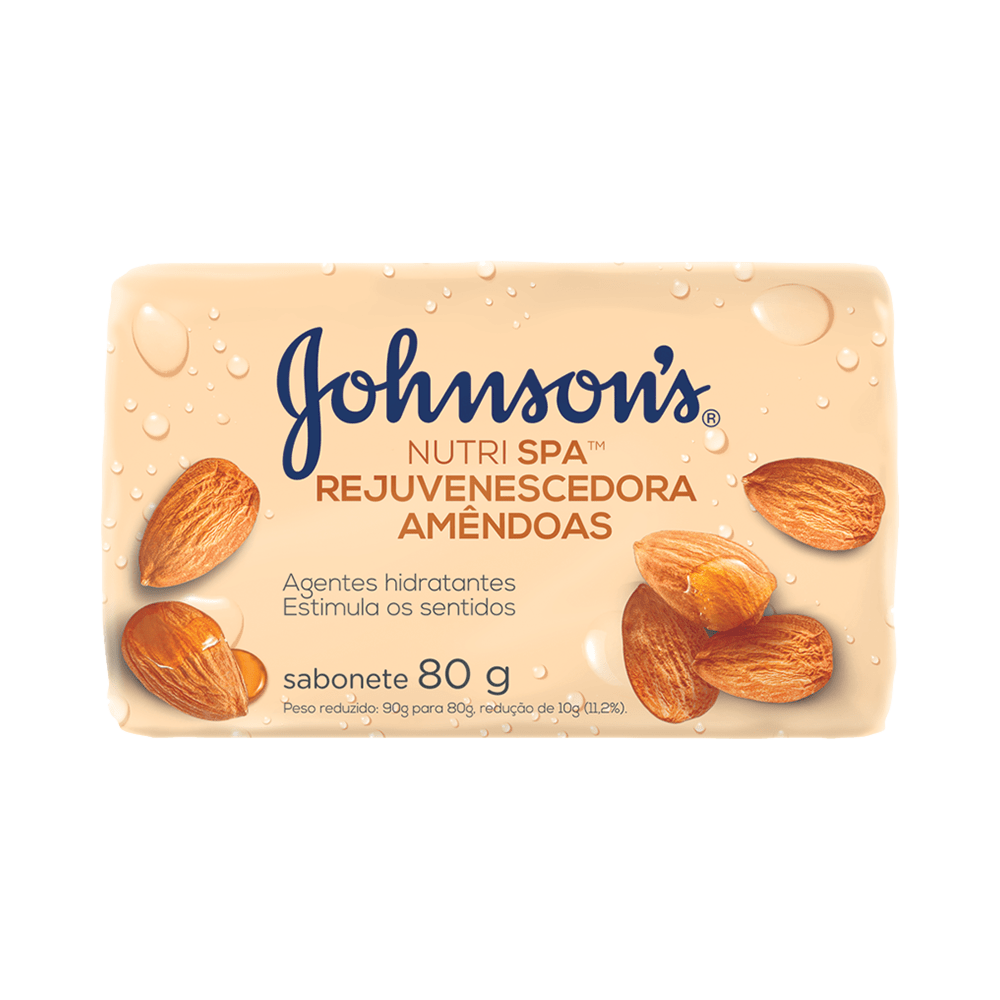 Johnson's®
NUTRI SPA™
REJUVENESCEDORA
AMÊNDOAS
Agentes hidratantes
Estimula os sentidos
sabonete 80 g
Peso reduzido: 90g para 80g, redução de 10g (11,2%).